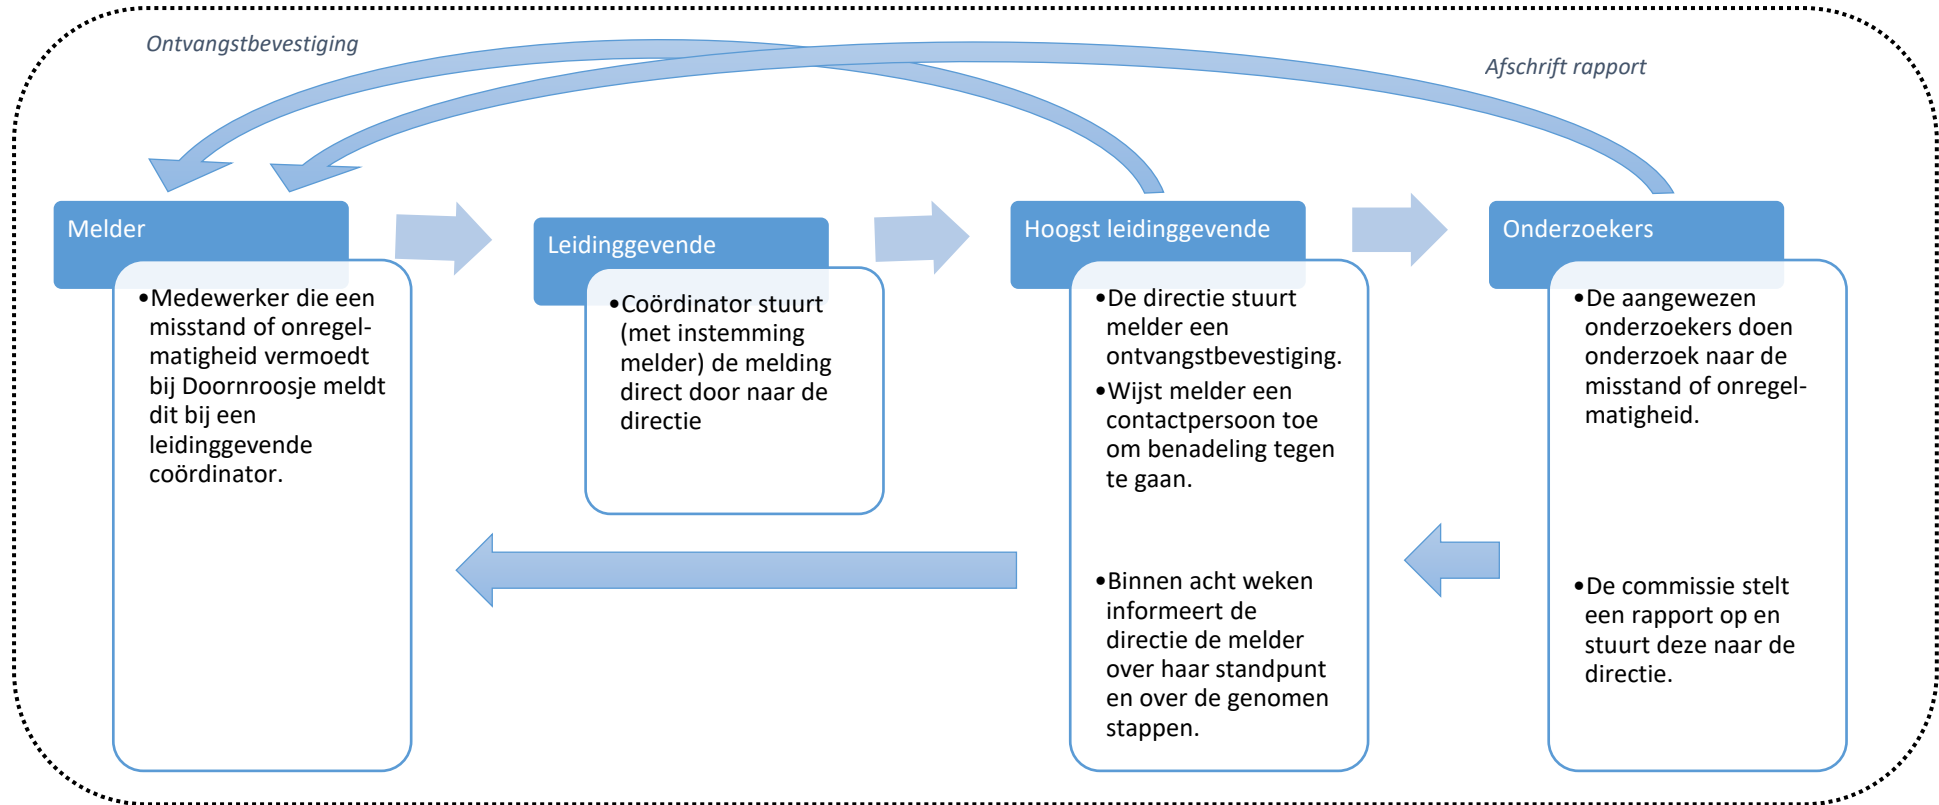 Ontvangstbevestiging
Afschrift rapport
Melder
•Medewerker die een
misstand of onregel-
matigheid vermoedt
bij Doornroosje meldt
dit bij een
leidinggevende
coördinator.
Leidinggevende
•Coördinator stuurt
(met instemming
melder) de melding
direct door naar de
directie
Hoogst leidinggevende
•De directie stuurt
melder een
ontvangstbevestiging.
•Wijst melder een
contactpersoon toe
om benadeling tegen
te gaan.
•Binnen acht weken
informeert de
directie de melder
over haar standpunt
en over de genomen
stappen.
Onderzoekers
•De aangewezen
onderzoekers doen
onderzoek naar de
misstand of onregel-
matigheid.
•De commissie stelt
een rapport op en
stuurt deze naar de
directie.